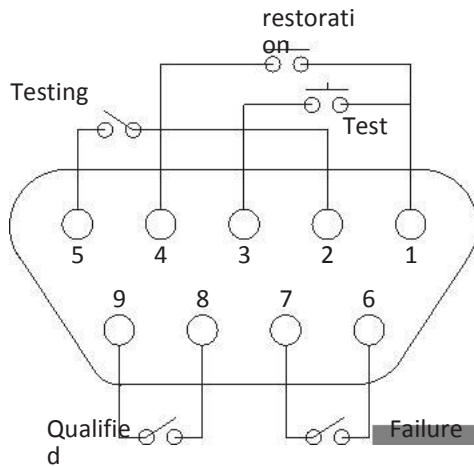 restorati
on
Testing
Test
5 4 3 2 1
9 8 7 6
Qualifie
d
Failure